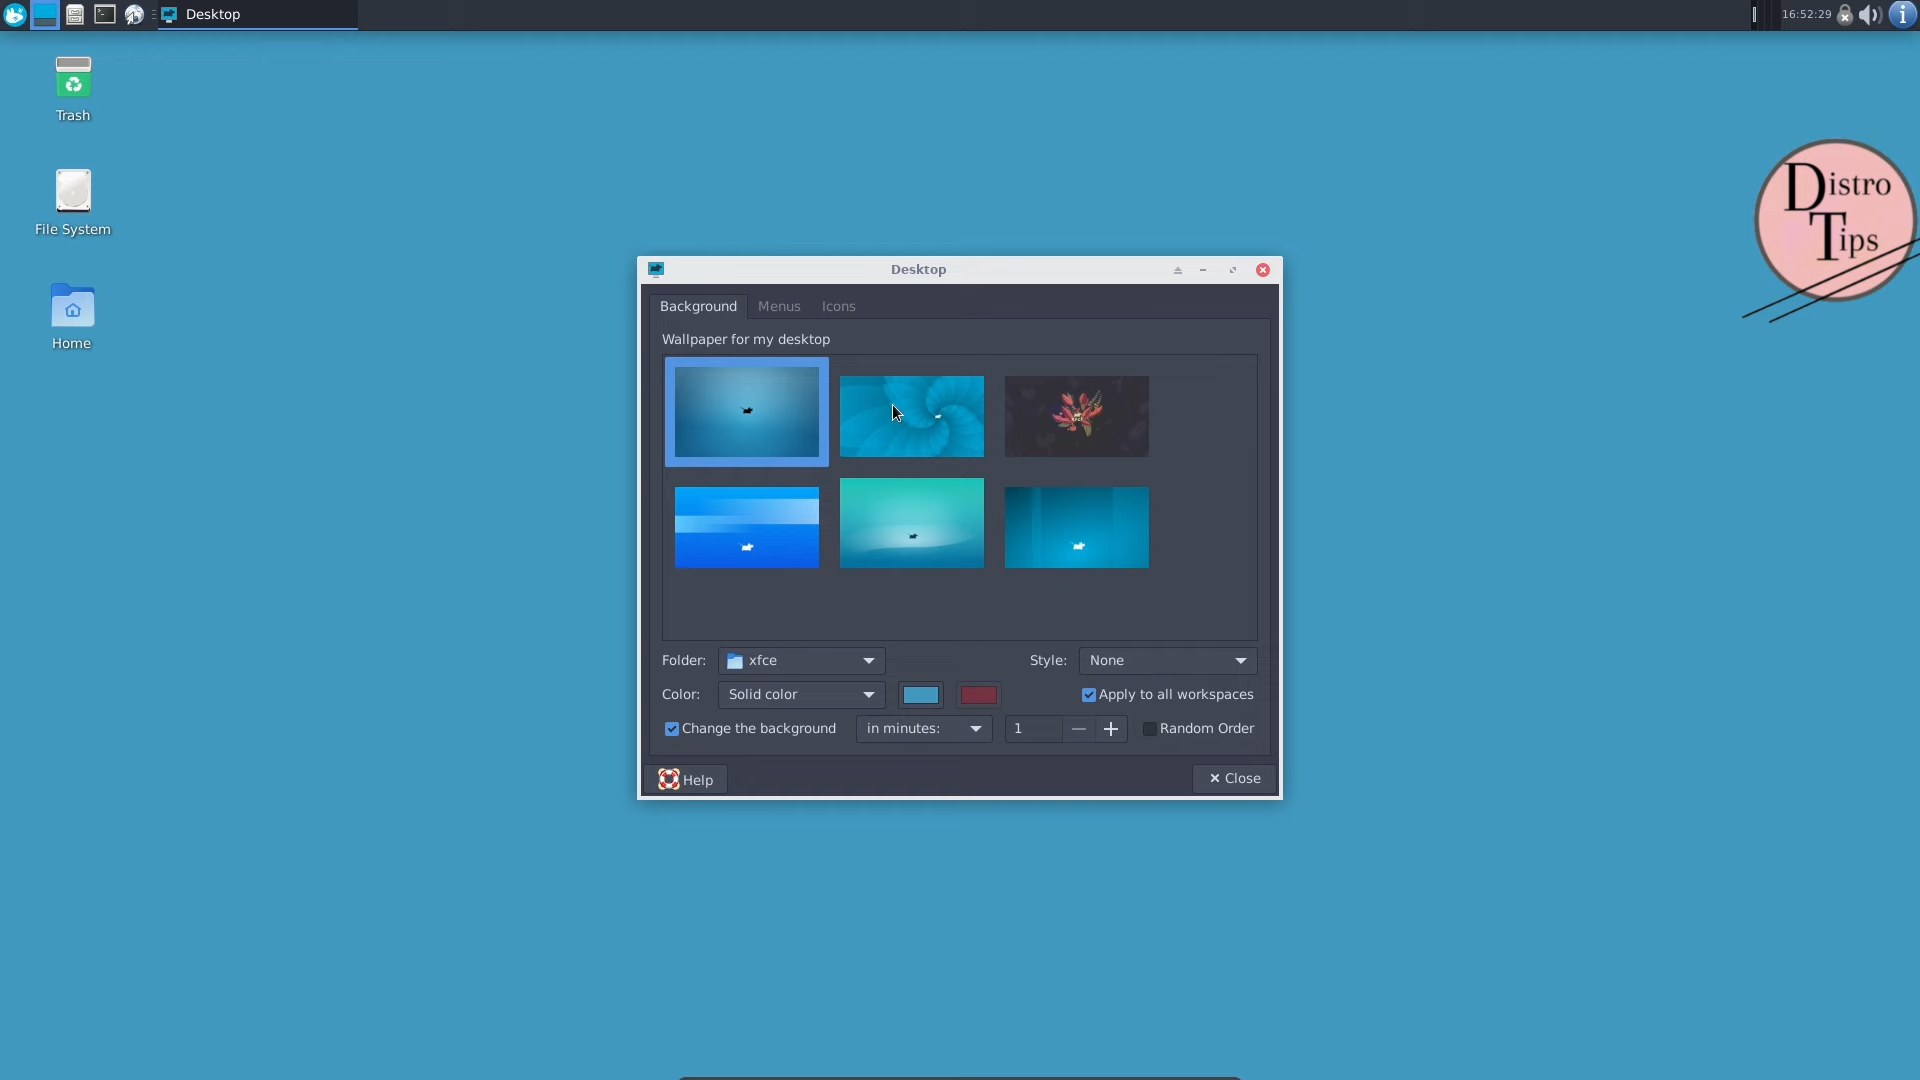 Desktop
16:52:29
Trash
File System
Home
Distro
Tips
Desktop
Background Menus Icons
Wallpaper for my desktop
Folder: xfce Style: None
Color: Solid color Apply to all workspaces
Change the background in minutes: 1 Random Order
Help Close